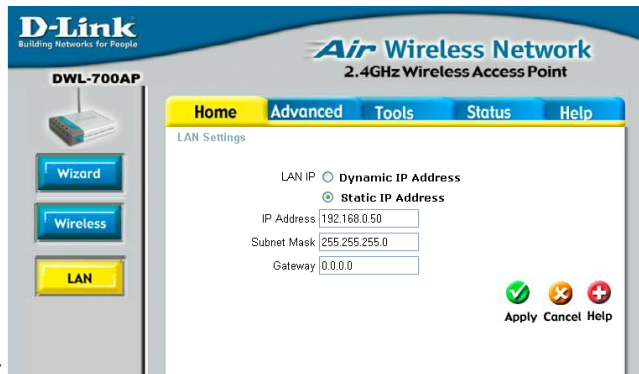 D-Link
Building Networks for People
Air Wireless Network
2.4GHz Wireless Access Point
DWL-700AP
Home Advanced Tools Status Help
LAN Settings
Wizard
Wireless
LAN
LAN IP Dynamic IP Address
Static IP Address
IP Address 192.168.0.50
Subnet Mask 255.255.255.0
Gateway 0.0.0.0
Apply Cancel Help